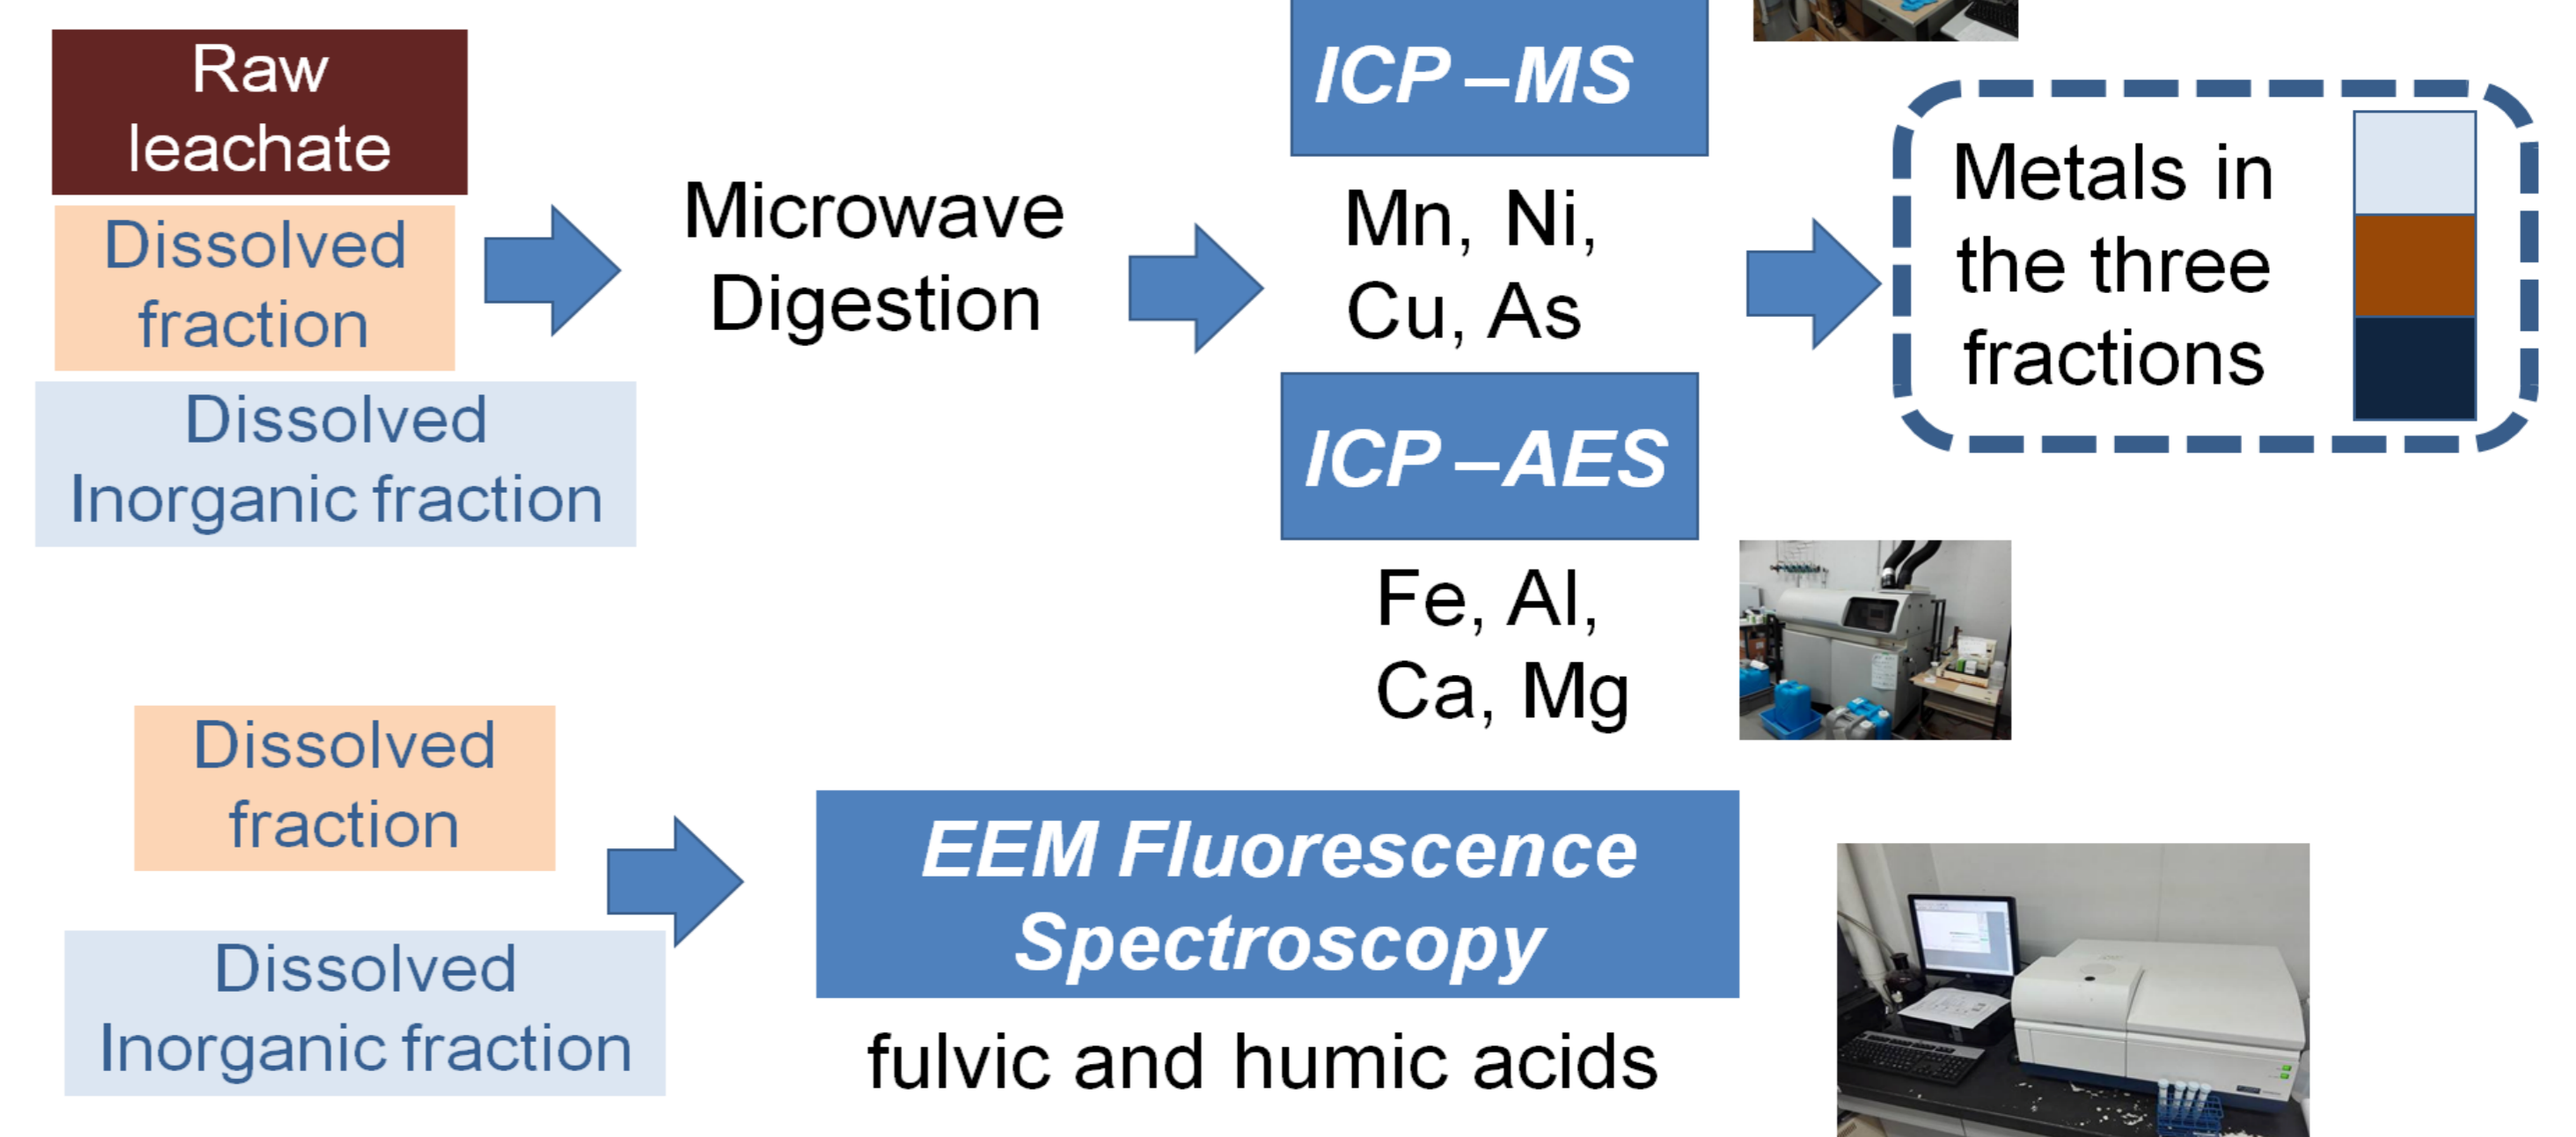 Raw
leachate
Dissolved
fraction
Dissolved
Inorganic fraction
Microwave
Digestion
ICP –MS
Mn, Ni,
Cu, As
ICP –AES
Fe, Al,
Ca, Mg
Metals in
the three
fractions
Dissolved
fraction
Dissolved
Inorganic fraction
EEM Fluorescence
Spectroscopy
fulvic and humic acids